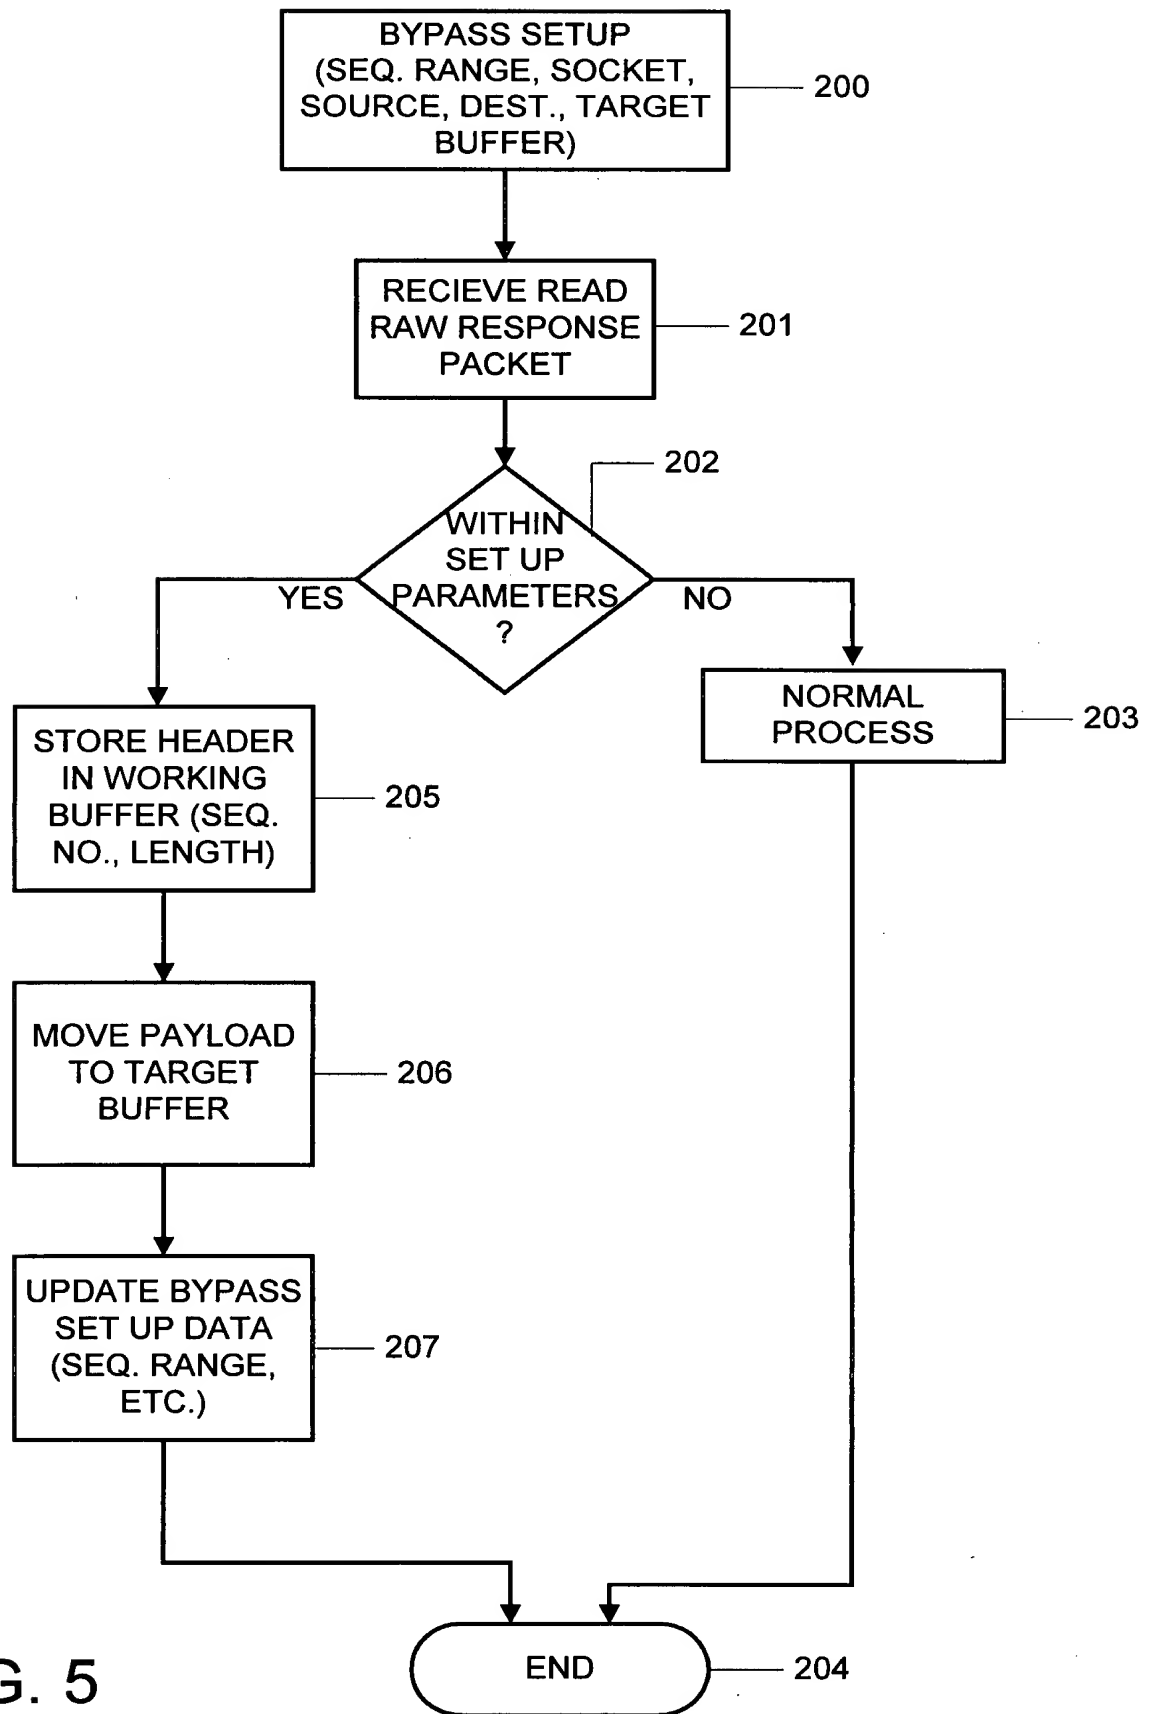 BYPASS SETUP
(SEQ. RANGE, SOCKET,
SOURCE, DEST., TARGET
BUFFER)
200
RECIEVE READ
RAW RESPONSE
PACKET
201
202
WITHIN
SET UP
PARAMETERS
?
YES
NO
NORMAL
PROCESS
203
STORE HEADER
IN WORKING
BUFFER (SEQ.
NO., LENGTH)
205
MOVE PAYLOAD
TO TARGET
BUFFER
206
UPDATE BYPASS
SET UP DATA
(SEQ. RANGE,
ETC.)
207
END
204
G. 5